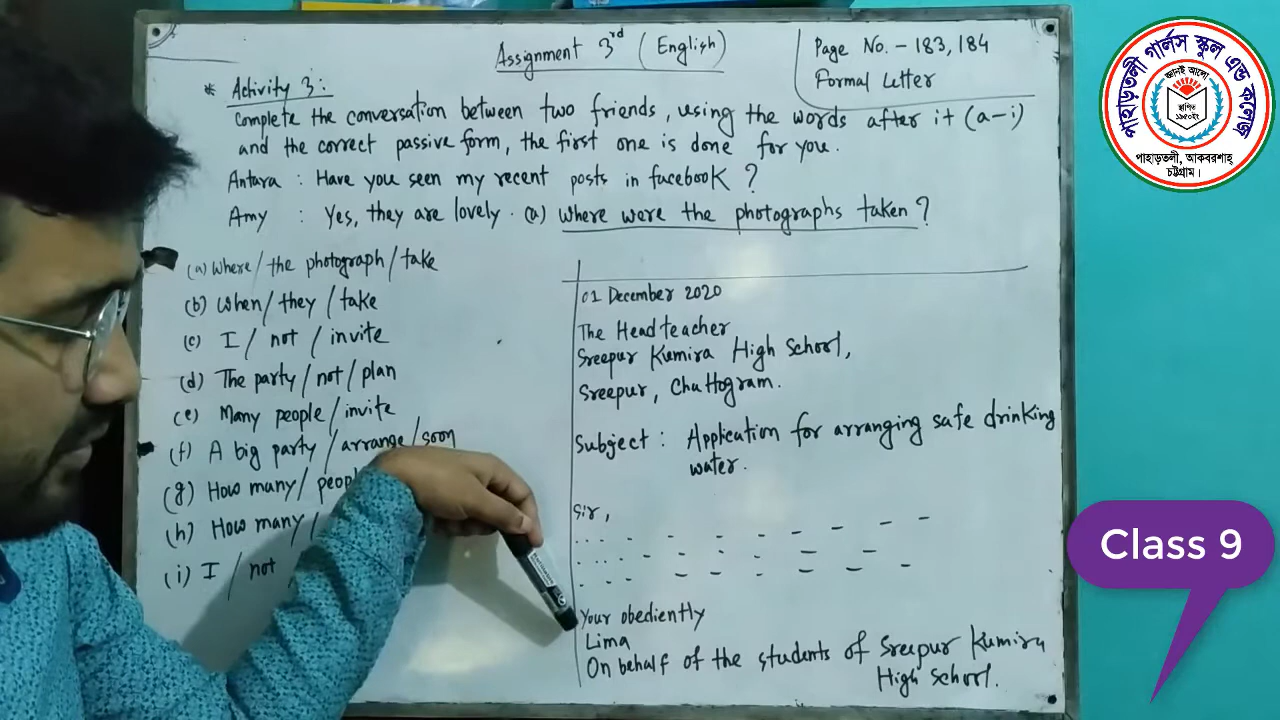 Assignment 3rd (English)
Page No. - 183, 184
Formal Letter
* Activity 3:
Complete the conversation between two friends, using the words after it (a-i)
and the correct passive form, the first one is done for you.
Antara : Have you seen my recent posts in facebook ?
Amy : Yes, they are lovely. (a) Where were the photographs taken ?
(a) Where / the photograph / take
(b) When / they / take
(c) I / not / invite
(d) The party / not / plan
(e) Many people / invite
(f) A big party / arrange / soon
(g) How many /
(h) How many /
(i) I / not
01 December 2020
The Headteacher
Sreepur Kumira High School,
Sreepur, Chattogram.
Subject : Application for arranging safe drinking
water.
Sir,
Your obediently
Lima
On behalf of the students of Sreepur Kumira
High School.
পাহাড়তলী গার্লস স্কুল এন্ড কলেজ
জ্ঞানই আলো
স্থাপিত
পাহাড়তলী, আকবরশাহ্
চট্টগ্রাম।
Class 9